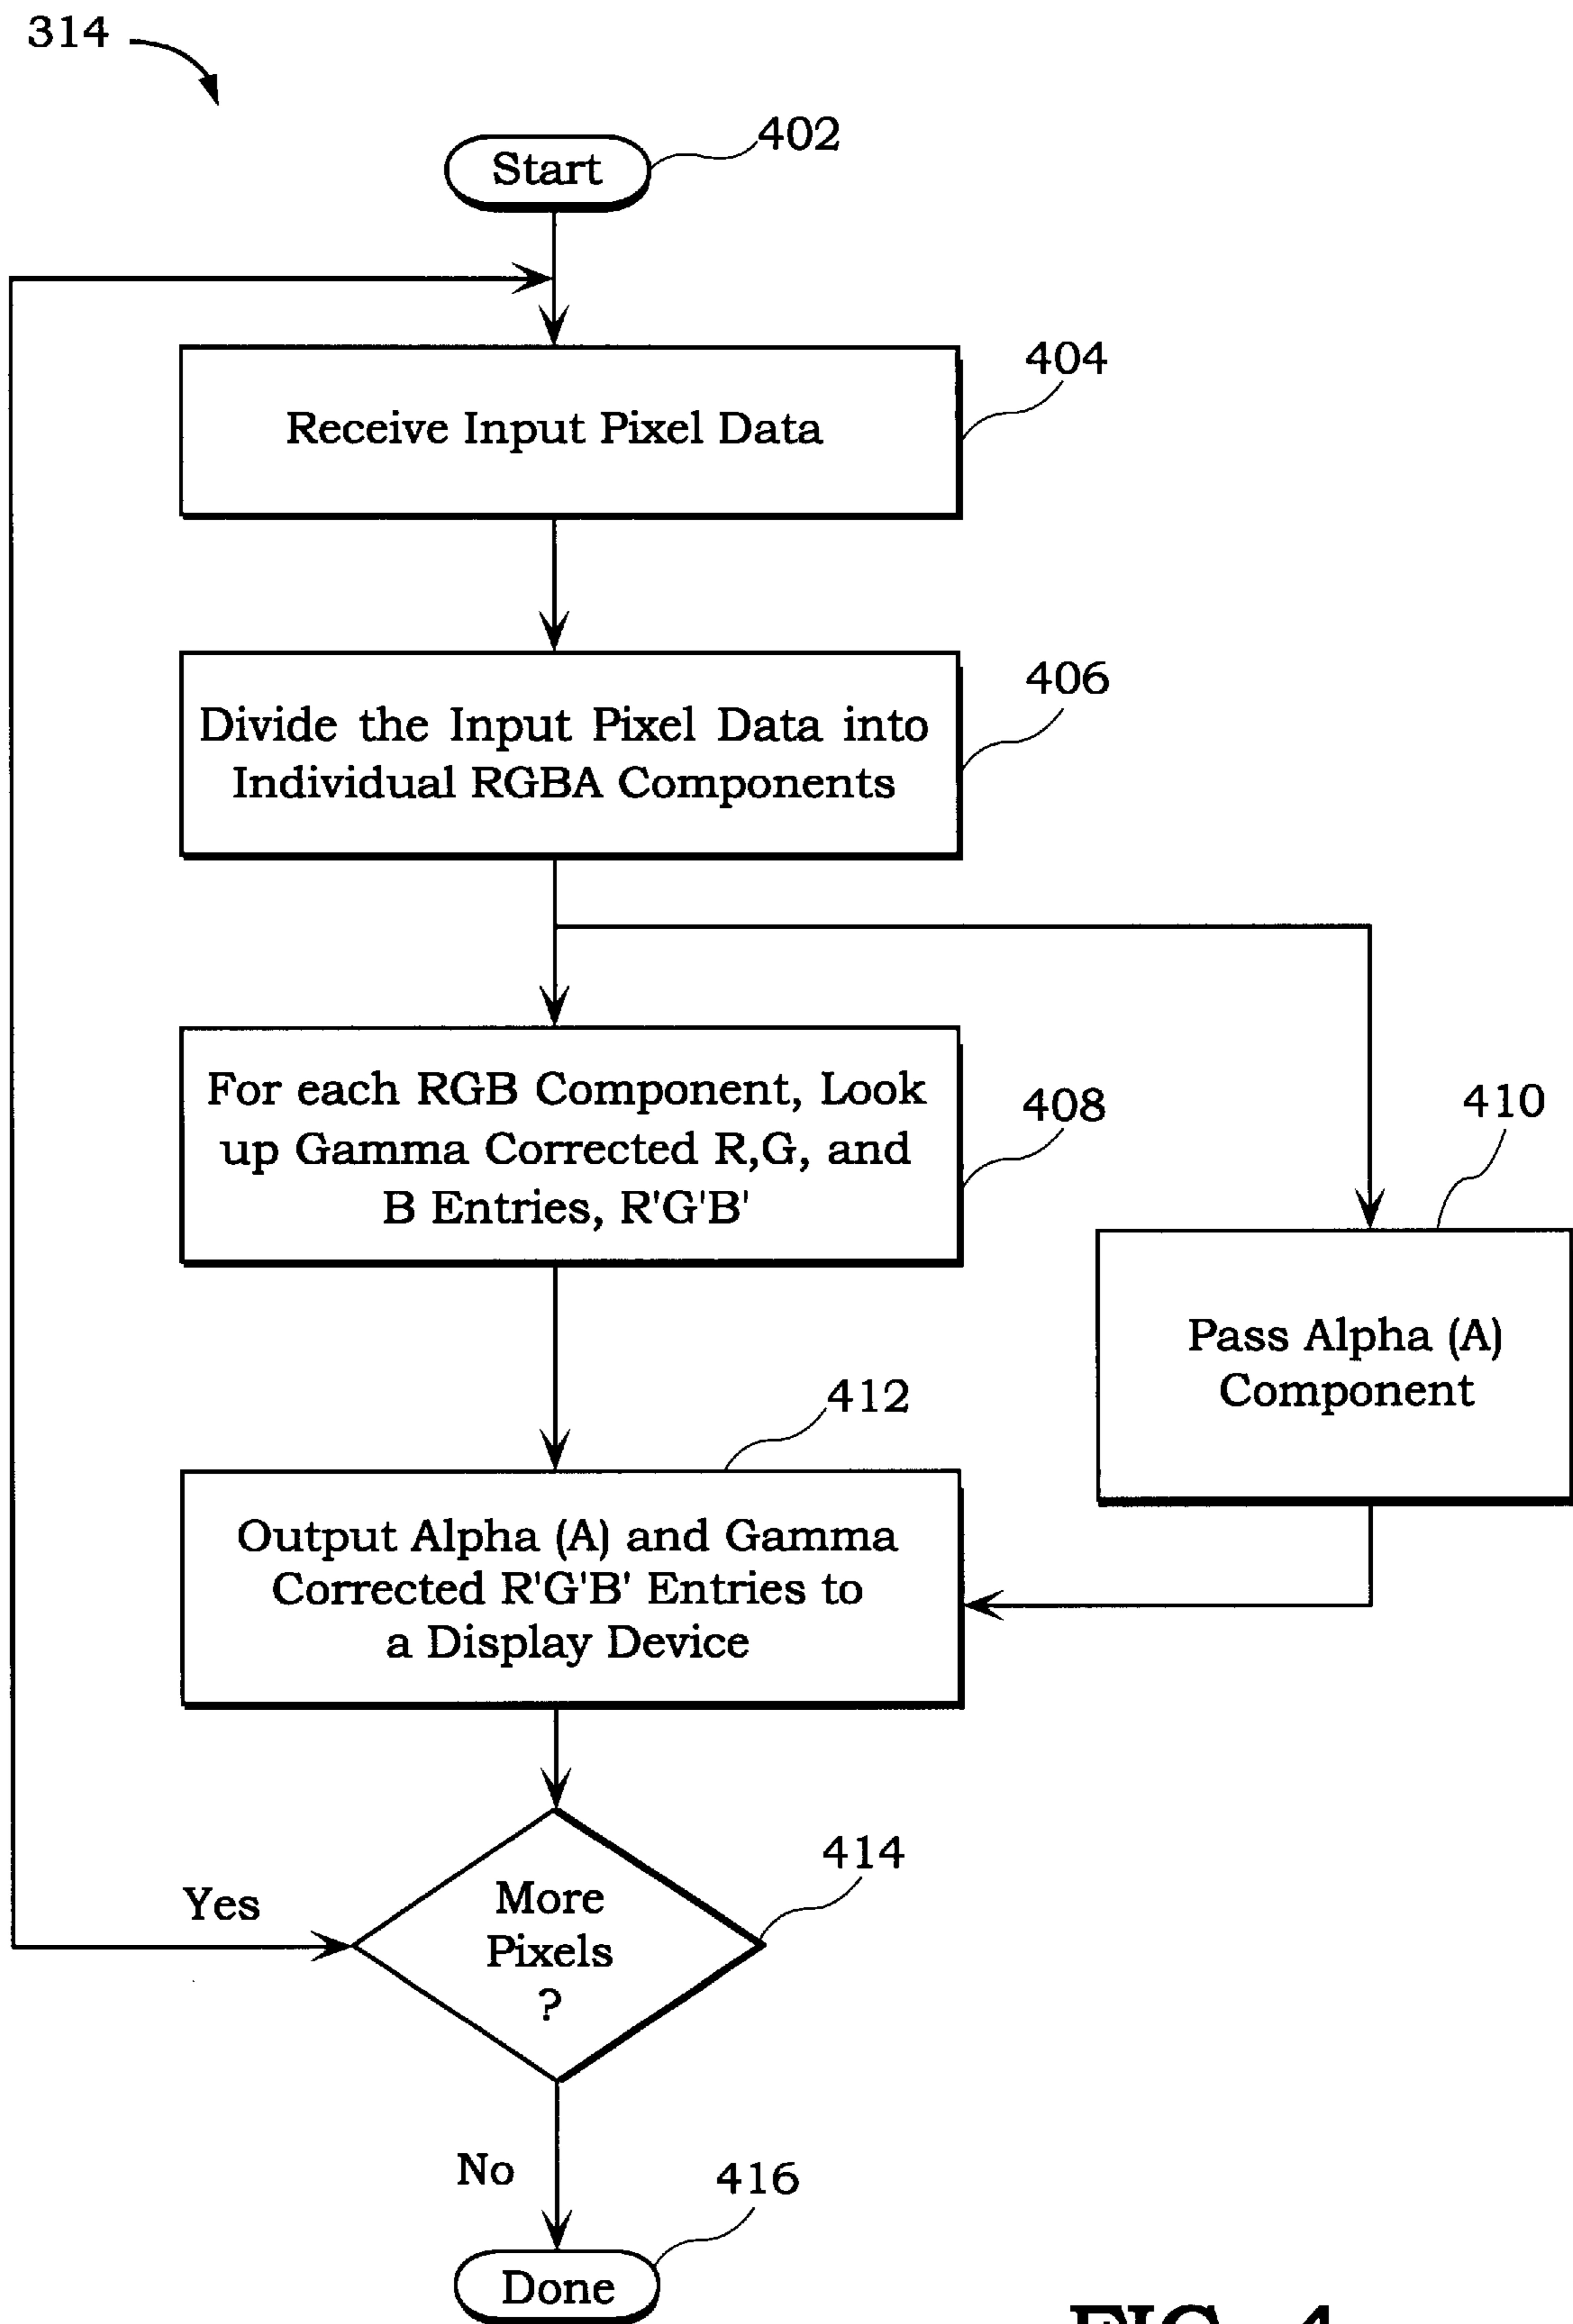 314
402
Start
404
Receive Input Pixel Data
406
Divide the Input Pixel Data into
Individual RGBA Components
For each RGB Component, Look
up Gamma Corrected R,G, and
B Entries, R'G'B'
408
410
Pass Alpha (A)
Component
412
Output Alpha (A) and Gamma
Corrected R'G'B' Entries to
a Display Device
414
More
Pixels
?
Yes
No
416
Done
FIG. 4